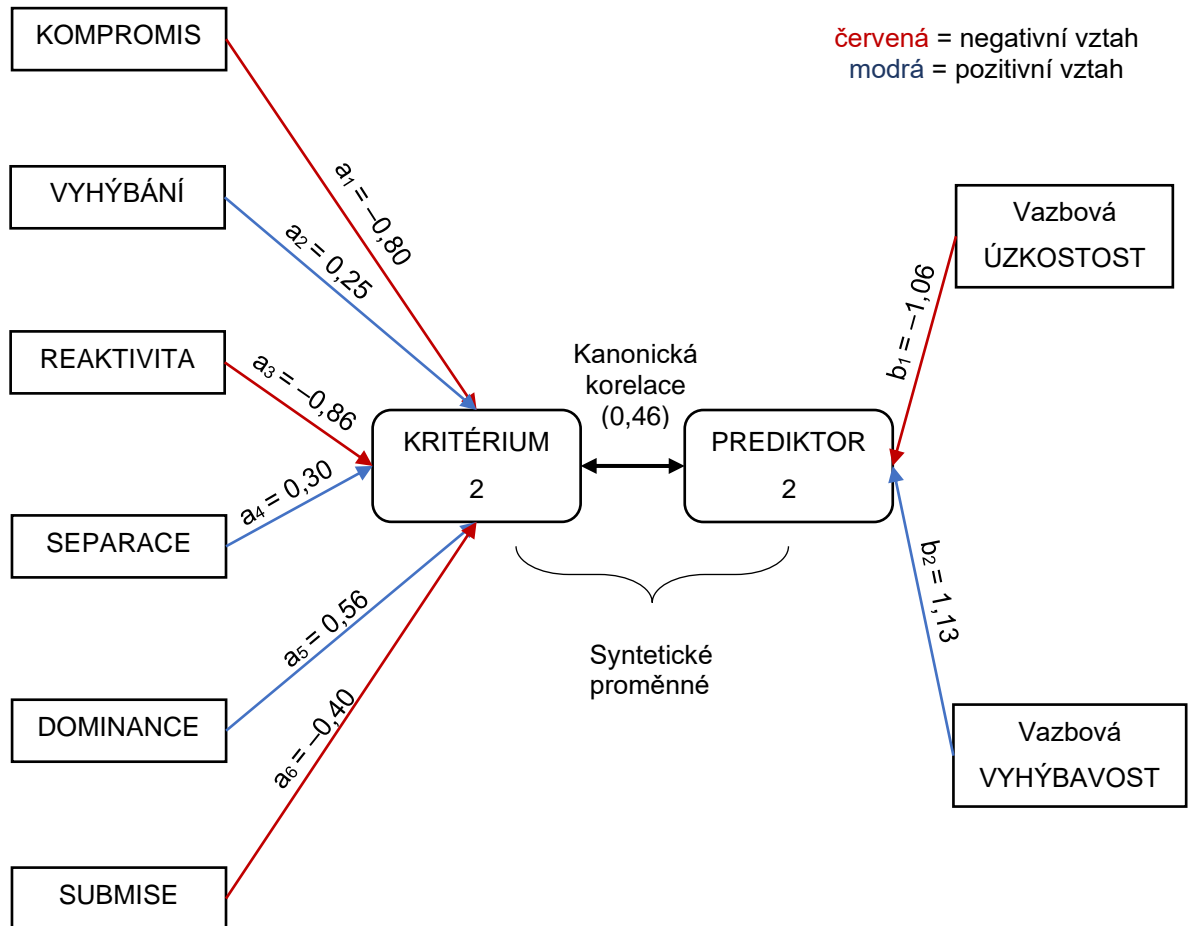 KOMPROMIS
červená = negativní vztah
modrá = pozitivní vztah
a1 = –0,80
VYHÝBÁNÍ
a2 = 0,25
Vazbová
ÚZKOSTOST
b1 = –1,06
REAKTIVITA
a3 = –0,86
Kanonická
korelace
(0,46)
KRITÉRIUM
2
PREDIKTOR
2
a4 = 0,30
SEPARACE
b2 = 1,13
a5 = 0,56
Syntetické
proměnné
DOMINANCE
a6 = –0,40
Vazbová
VYHÝBAVOST
SUBMISE